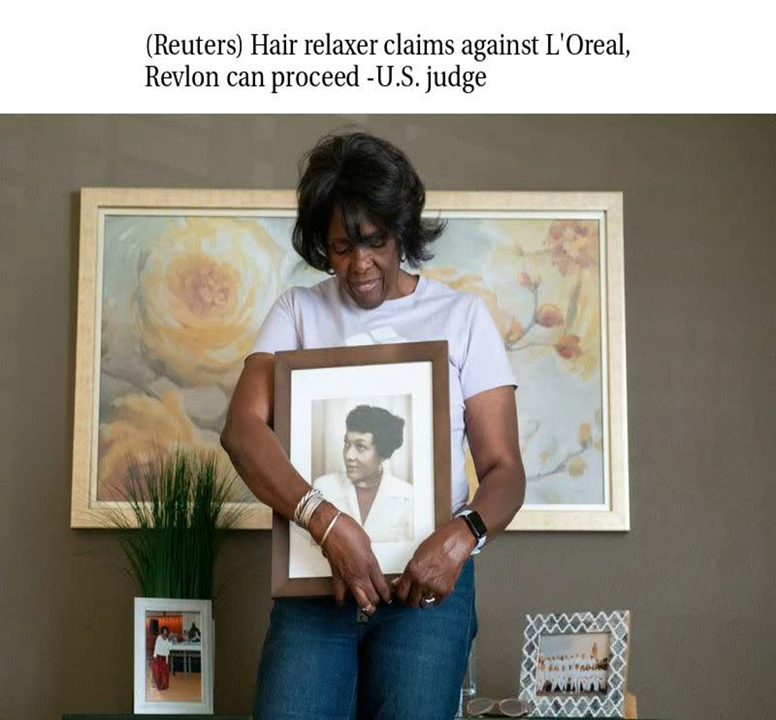 (Reuters) Hair relaxer claims against L'Oreal,
Revlon can proceed -U.S. judge